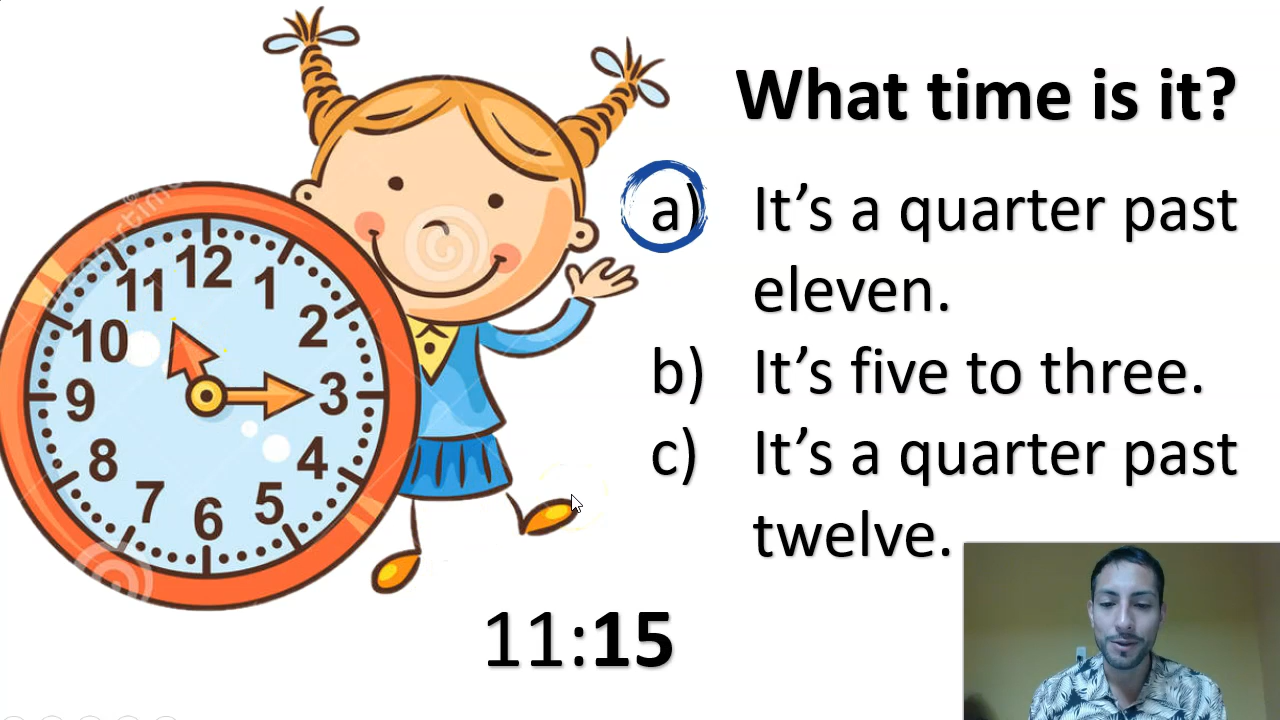 What time is it?
a) It's a quarter past
eleven.
b) It's five to three.
c) It's a quarter past
twelve.
12
11
1
10
2
9
3
8
4
7
5
6
11:15